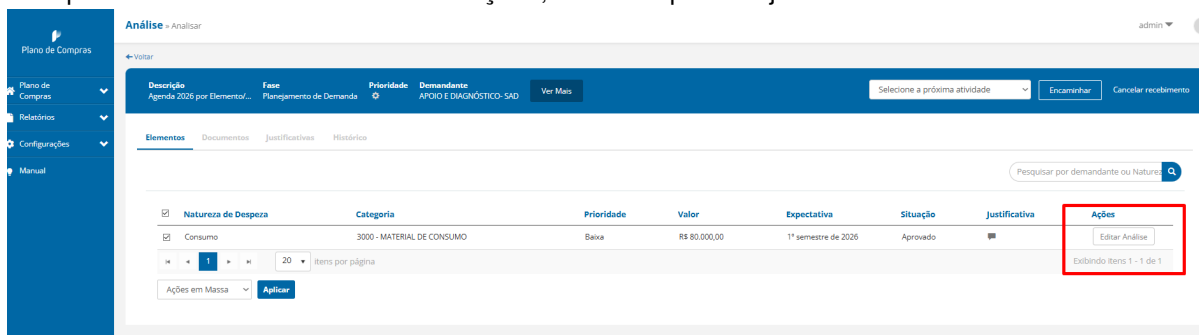 Análise » Analisar
admin
Plano de Compras
Voltar
Plano de Compras
Relatórios
Configurações
Manual
Descrição Fase Prioridade Demandante
Agenda 2026 por Elemento/... Planejamento de Demanda APOIO E DIAGNÓSTICO- SAD
Ver Mais
Selecione a próxima atividade
Encaminhar
Cancelar recebimento
Elementos Documentos Justificativas Histórico
Pesquisar por demandante ou Naturez
Natureza de Despeza Categoria Prioridade Valor Expectativa Situação Justificativa Ações
Consumo 3000 - MATERIAL DE CONSUMO Baixa R$ 80.000,00 1° semestre de 2026 Aprovado Editar Análise
1 20 itens por página Exibindo itens 1 - 1 de 1
Ações em Massa Aplicar